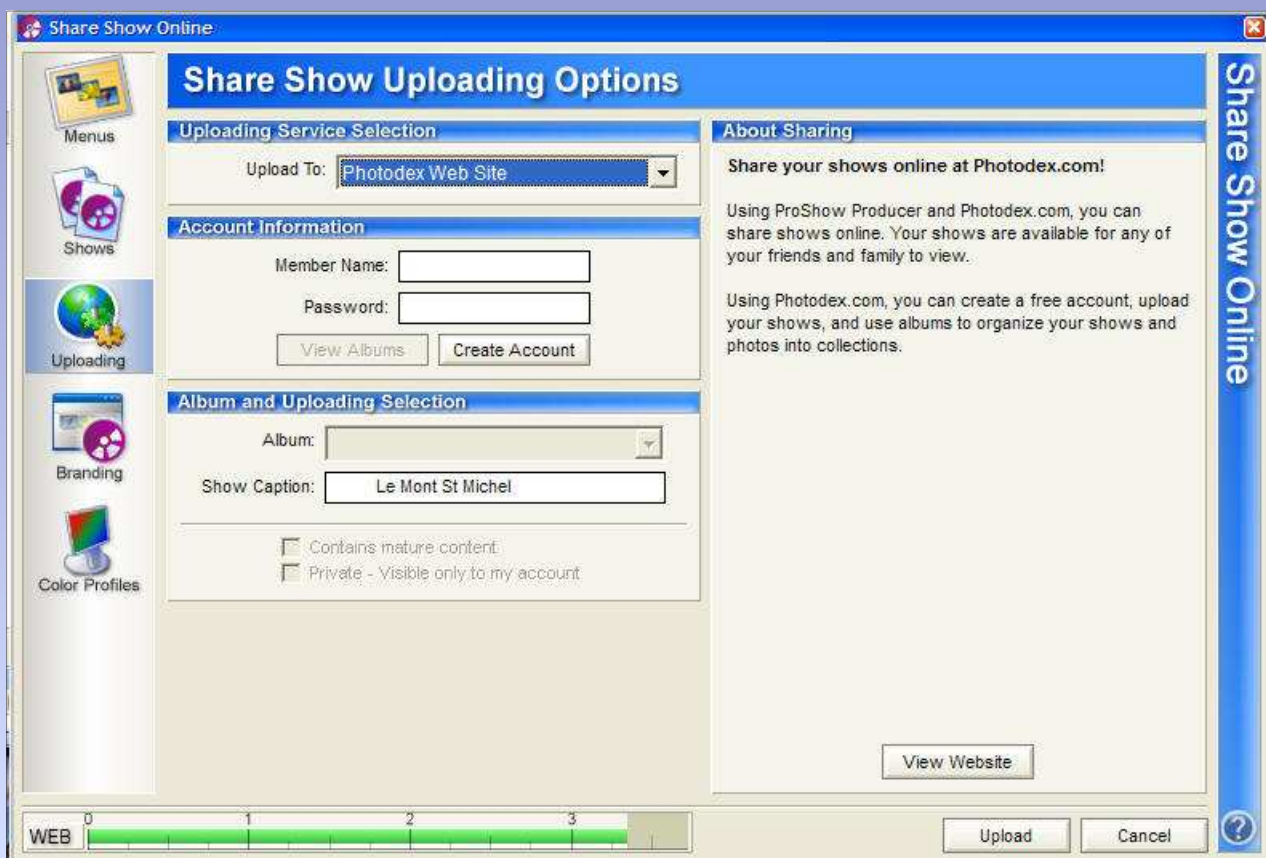 Share Show Online
Menus
Shows
Uploading
Branding
Color Profiles
Share Show Uploading Options
Uploading Service Selection
Upload To: Photodex Web Site
Account Information
Member Name:
Password:
View Albums Create Account
Album and Uploading Selection
Album:
Show Caption: Le Mont St Michel
Contains mature content
Private - Visible only to my account
About Sharing
Share your shows online at Photodex.com!
Using ProShow Producer and Photodex.com, you can
share shows online. Your shows are available for any of
your friends and family to view.
Using Photodex.com, you can create a free account, upload
your shows, and use albums to organize your shows and
photos into collections.
View Website
Share Show Online
WEB 0 1 2 3
Upload Cancel ?